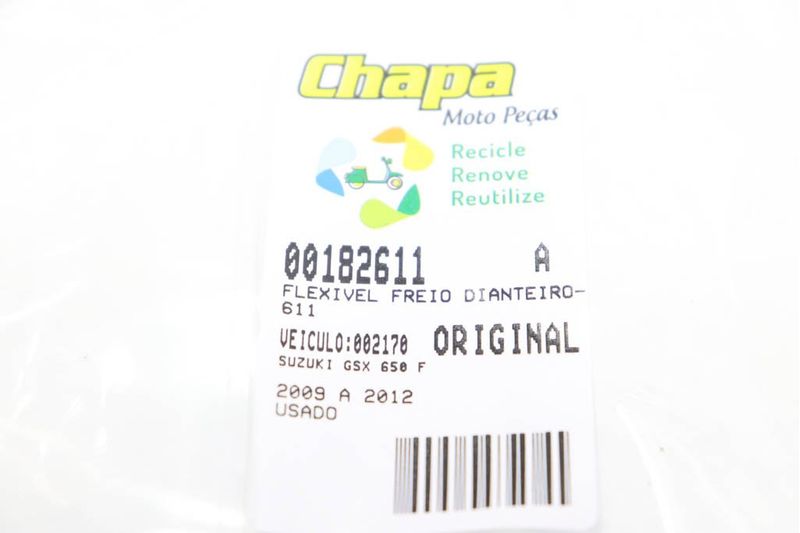 Chapa
Moto Peças
Recicle
Renove
Reutilize
00182611 A
FLEXIVEL FREIO DIANTEIRO-
611
VEICULO:002170 ORIGINAL
SUZUKI GSX 650 F
2009 A 2012
USADO